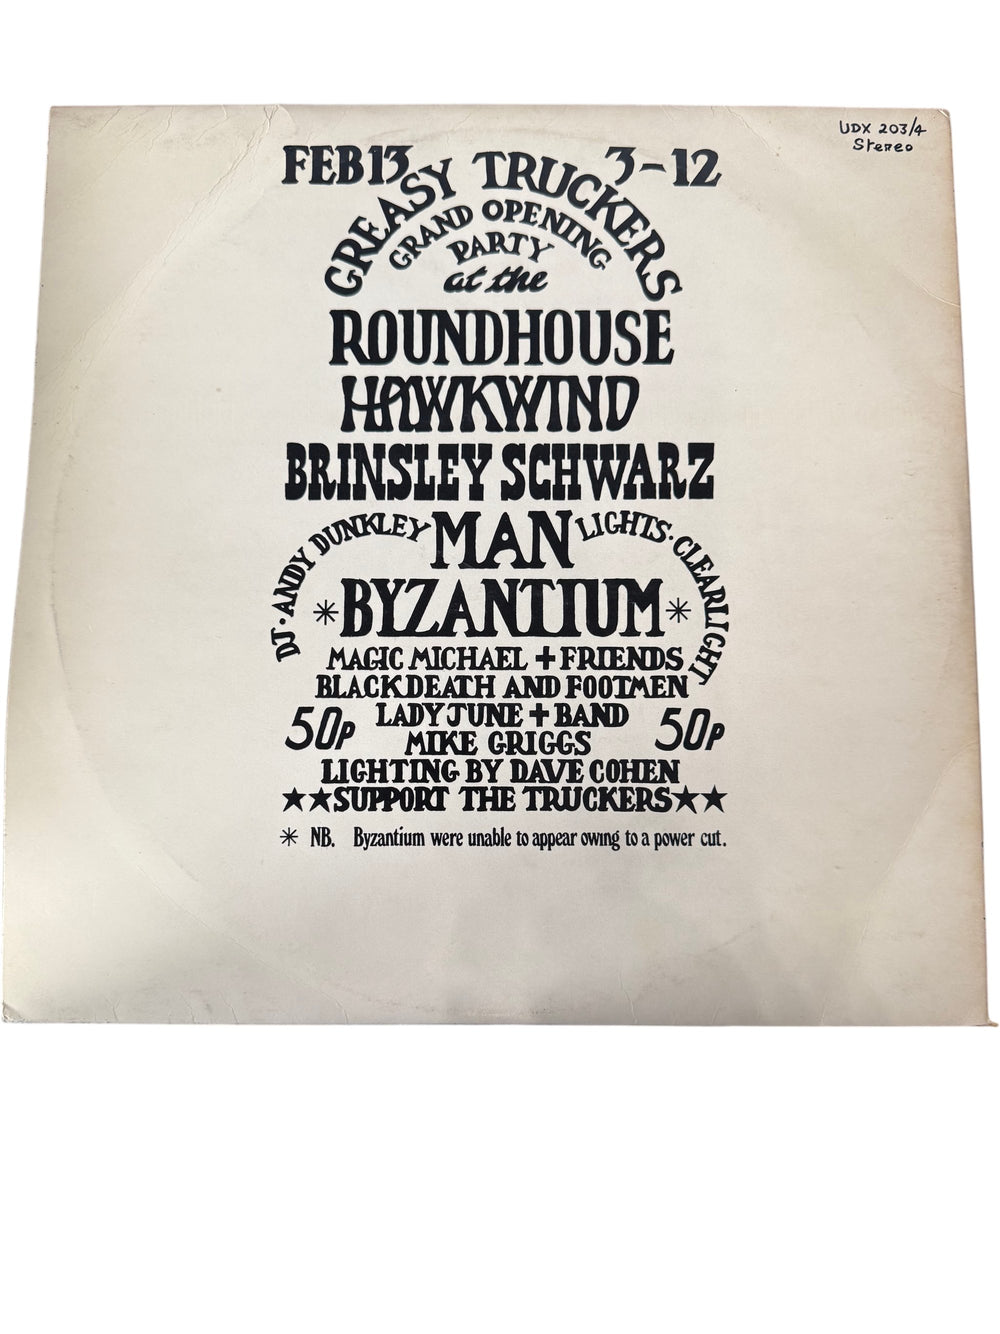 UDX 203/4
Stereo
FEB 13 3-12
GREASY TRUCKERS
GRAND OPENING
PARTY
at the
ROUNDHOUSE
HAWKWIND
BRINSLEY SCHWARZ
DJ · ANDY DUNKLEY
MAN
LIGHTS · CLEARLIGHT
* BYZANTIUM *
MAGIC MICHAEL + FRIENDS
BLACKDEATH AND FOOTMEN
50p LADY JUNE + BAND 50p
MIKE GRIGGS
LIGHTING BY DAVE COHEN
★★SUPPORT THE TRUCKERS★★
* NB. Byzantium were unable to appear owing to a power cut.